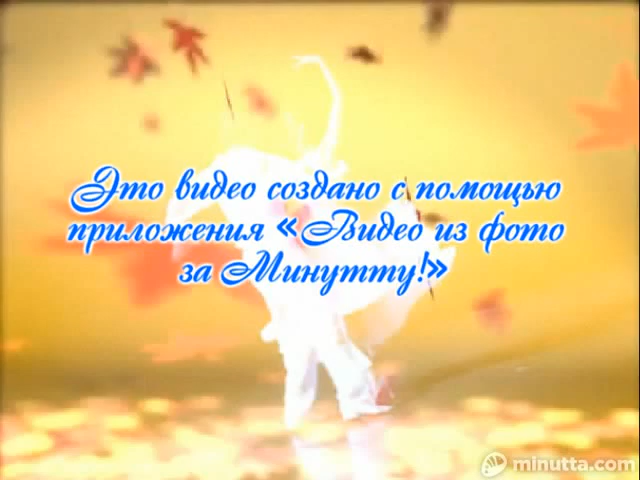 Это видео создано с помощью
приложения «Видео из фото
за Минутту!»
minutta.com